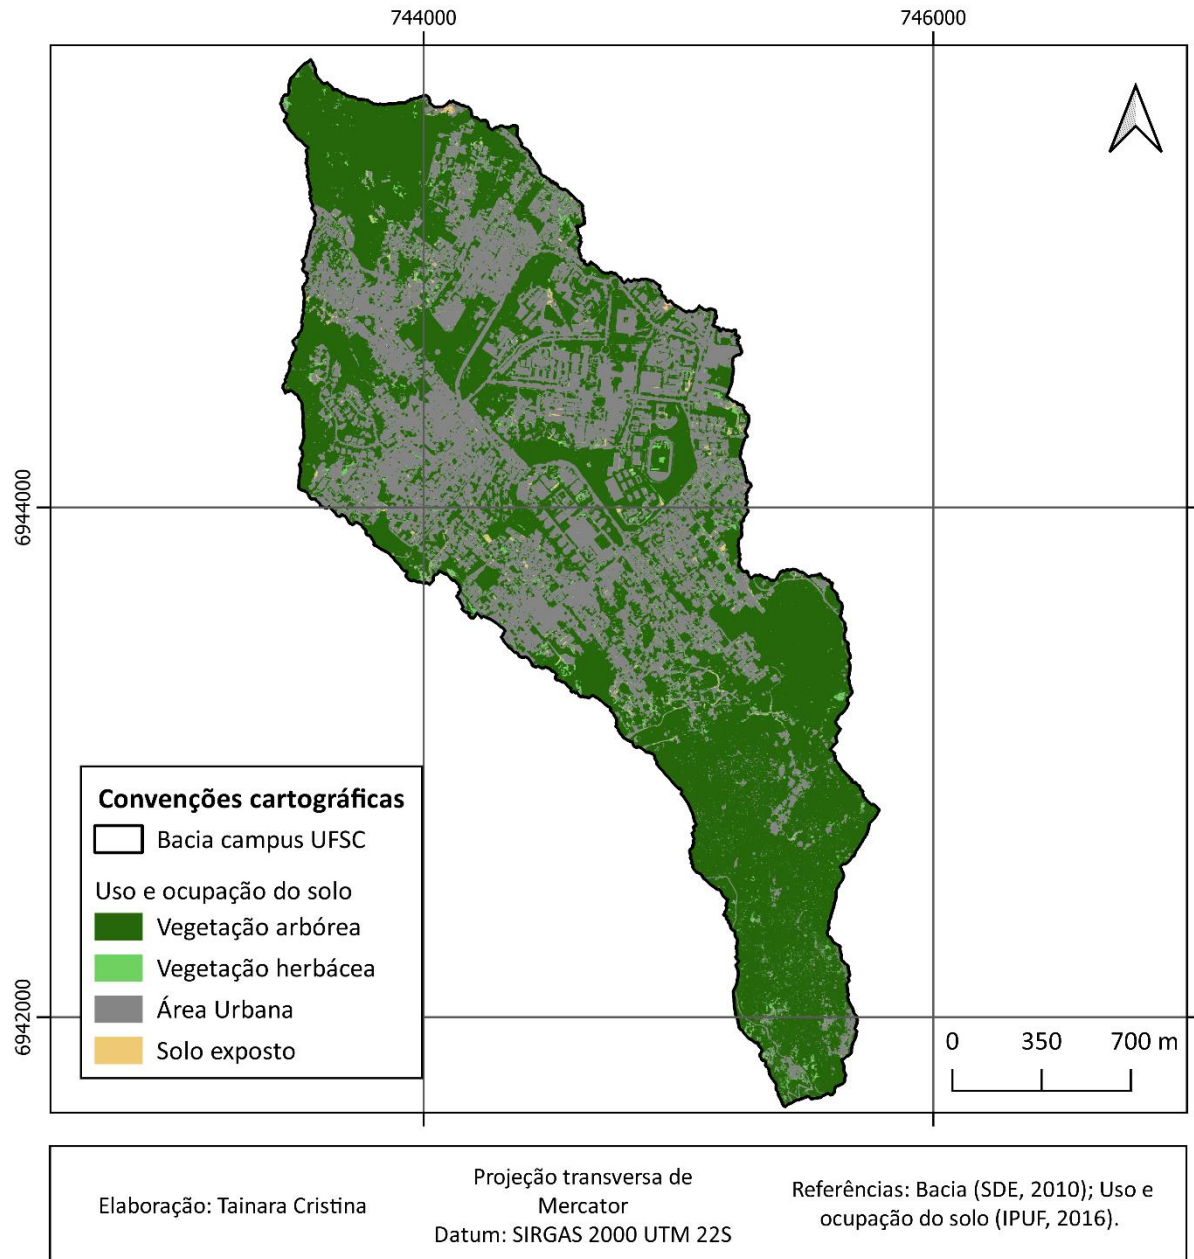 744000
746000
6944000
6942000
Convenções cartográficas
Bacia campus UFSC
Uso e ocupação do solo
Vegetação arbórea
Vegetação herbácea
Área Urbana
Solo exposto
0 350 700 m
Elaboração: Tainara Cristina
Projeção transversa de
Mercator
Datum: SIRGAS 2000 UTM 22S
Referências: Bacia (SDE, 2010); Uso e
ocupação do solo (IPUF, 2016).